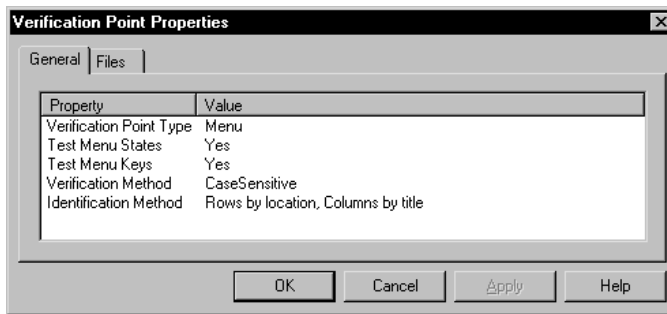 Verification Point Properties
General Files
Property Value
Verification Point Type Menu
Test Menu States Yes
Test Menu Keys Yes
Verification Method CaseSensitive
Identification Method Rows by location, Columns by title
OK Cancel Apply Help